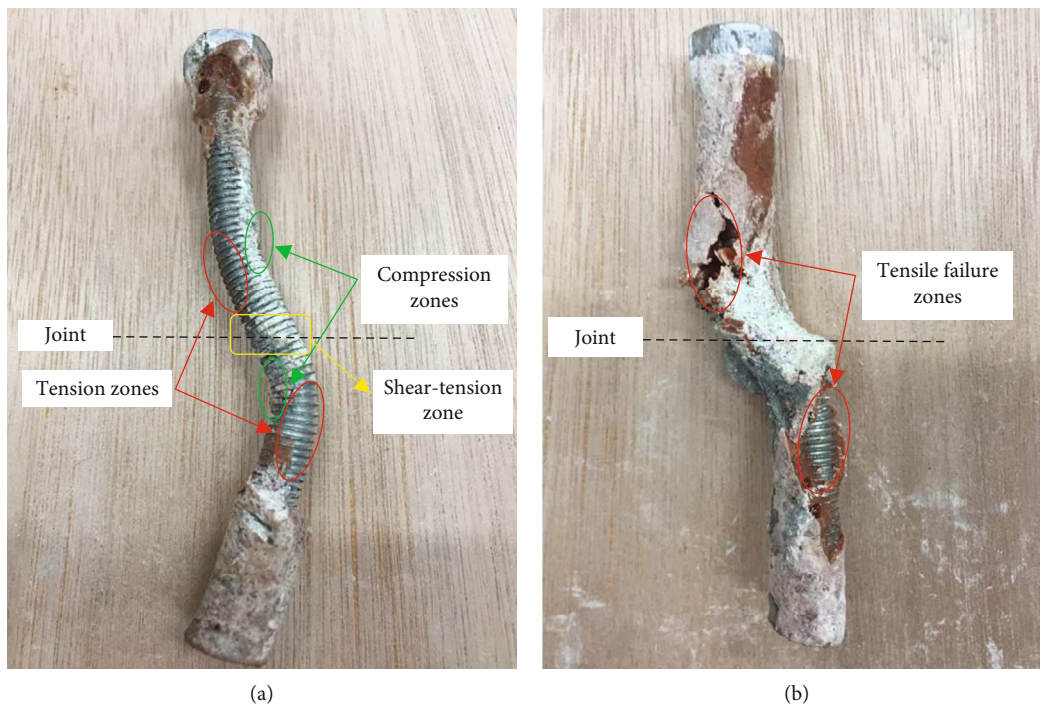 Compression
zones
Joint
Tension zones
Shear-tension
zone
(a)
Tensile failure
zones
Joint
(b)